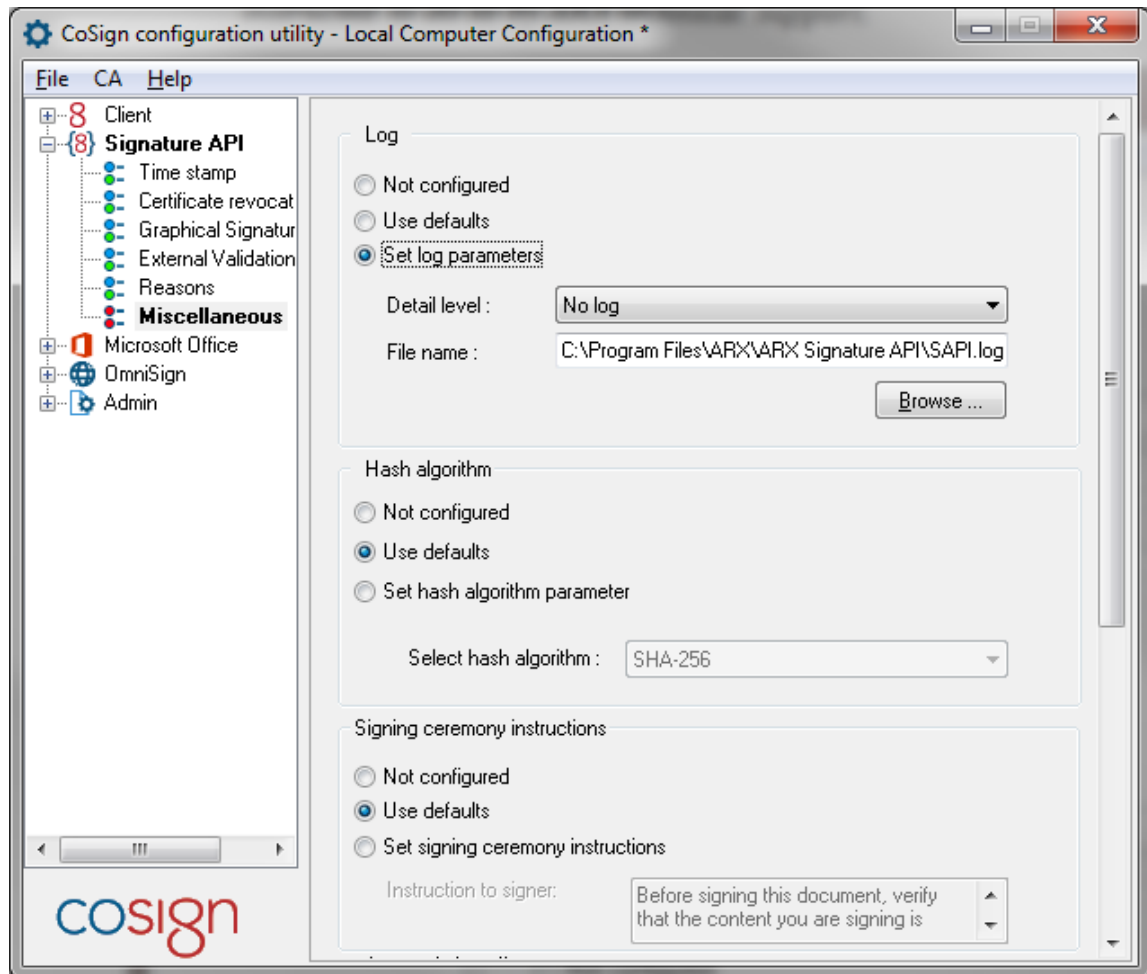 CoSign configuration utility - Local Computer Configuration *
File CA Help
Client
Signature API
Time stamp
Certificate revocat
Graphical Signatur
External Validation
Reasons
Miscellaneous
Microsoft Office
OmniSign
Admin
cosign
Log
Not configured
Use defaults
Set log parameters
Detail level : No log
File name : C:\Program Files\ARX\ARX Signature API\SAPI.log
Browse ...
Hash algorithm
Not configured
Use defaults
Set hash algorithm parameter
Select hash algorithm : SHA-256
Signing ceremony instructions
Not configured
Use defaults
Set signing ceremony instructions
Instruction to signer: Before signing this document, verify
that the content you are signing is